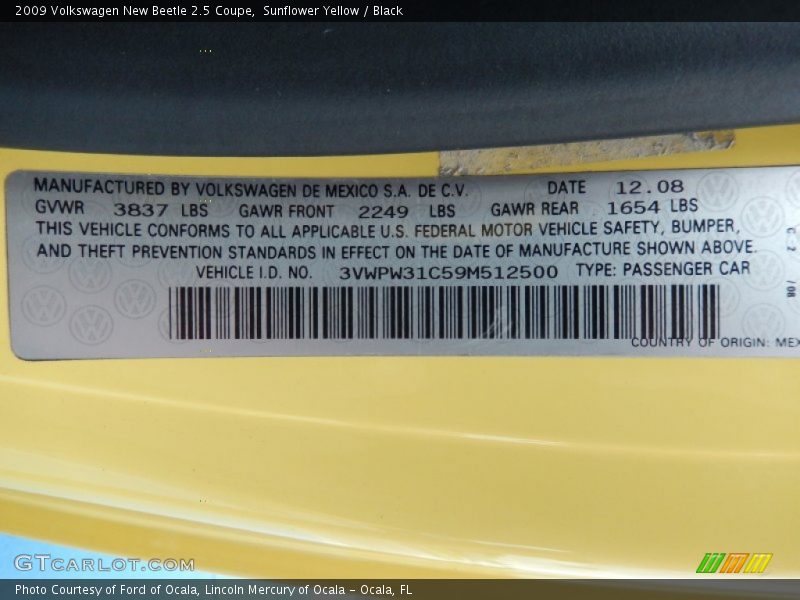 2009 Volkswagen New Beetle 2.5 Coupe,  Sunflower Yellow / Black
MANUFACTURED BY VOLKSWAGEN DE MEXICO S.A. DE C.V. DATE 12.08
GVWR 3837 LBS GAWR FRONT 2249 LBS GAWR REAR 1654 LBS
THIS VEHICLE CONFORMS TO ALL APPLICABLE U.S. FEDERAL MOTOR VEHICLE SAFETY, BUMPER,
AND THEFT PREVENTION STANDARDS IN EFFECT ON THE DATE OF MANUFACTURE SHOWN ABOVE.
VEHICLE I.D. NO. 3VWPW31C59M512500 TYPE: PASSENGER CAR
COUNTRY OF ORIGIN: MEX
GTCARLOT.COM
Photo Courtesy of Ford of Ocala, Lincoln Mercury of Ocala - Ocala, FL